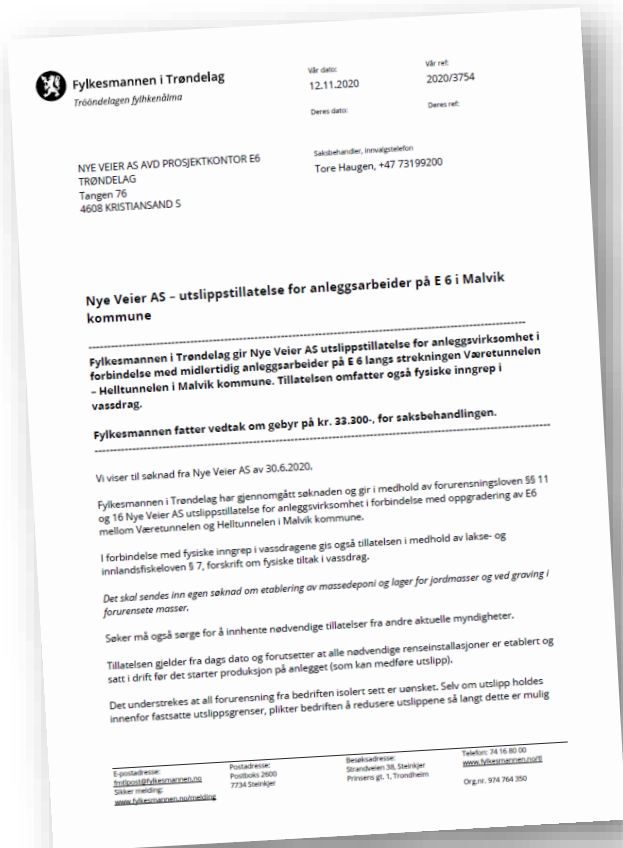 Fylkesmannen i Trøndelag
Trööndelagen fylhkenålma
Vår dato:
12.11.2020
Vår ref:
2020/3754
Deres dato:
Deres ref:
NYE VEIER AS AVD PROSJEKTKONTOR E6
TRØNDELAG
Tangen 76
4608 KRISTIANSAND S
Saksbehandler, innvalgstelefon
Tore Haugen, +47 73199200
Nye Veier AS – utslippstillatelse for anleggsarbeider på E 6 i Malvik
kommune
Fylkesmannen i Trøndelag gir Nye Veier AS utslippstillatelse for anleggsvirksomhet i
forbindelse med midlertidig anleggsarbeider på E 6 langs strekningen Væretunnelen
– Helltunnelen i Malvik kommune. Tillatelsen omfatter også fysiske inngrep i
vassdrag.
Fylkesmannen fatter vedtak om gebyr på kr. 33.300-, for saksbehandlingen.
Vi viser til søknad fra Nye Veier AS av 30.6.2020.
Fylkesmannen i Trøndelag har gjennomgått søknaden og gir i medhold av forurensningsloven §§ 11
og 16 Nye Veier AS utslippstillatelse for anleggsvirksomhet i forbindelse med oppgradering av E6
mellom Væretunnelen og Helltunnelen i Malvik kommune.
I forbindelse med fysiske inngrep i vassdragene gis også tillatelsen i medhold av lakse- og
innlandsfiskeloven § 7, forskrift om fysiske tiltak i vassdrag.
Det skal sendes inn egen søknad om etablering av massedeponi og lager for jordmasser og ved graving i
forurensete masser.
Søker må også sørge for å innhente nødvendige tillatelser fra andre aktuelle myndigheter.
Tillatelsen gjelder fra dags dato og forutsetter at alle nødvendige renseinstallasjoner er etablert og
satt i drift før det starter produksjon på anlegget (som kan medføre utslipp).
Det understrekes at all forurensning fra bedriften isolert sett er uønsket. Selv om utslipp holdes
innenfor fastsatte utslippsgrenser, plikter bedriften å redusere utslippene så langt dette er mulig
E-postadresse:
fmtlpost@fylkesmannen.no
Sikker melding:
www.fylkesmannen.no/melding
Postadresse:
Postboks 2600
7734 Steinkjer
Besøksadresse:
Strandveien 38, Steinkjer
Prinsens gt. 1, Trondheim
Telefon: 74 16 80 00
www.fylkesmannen.no/tl
Org.nr. 974 764 350